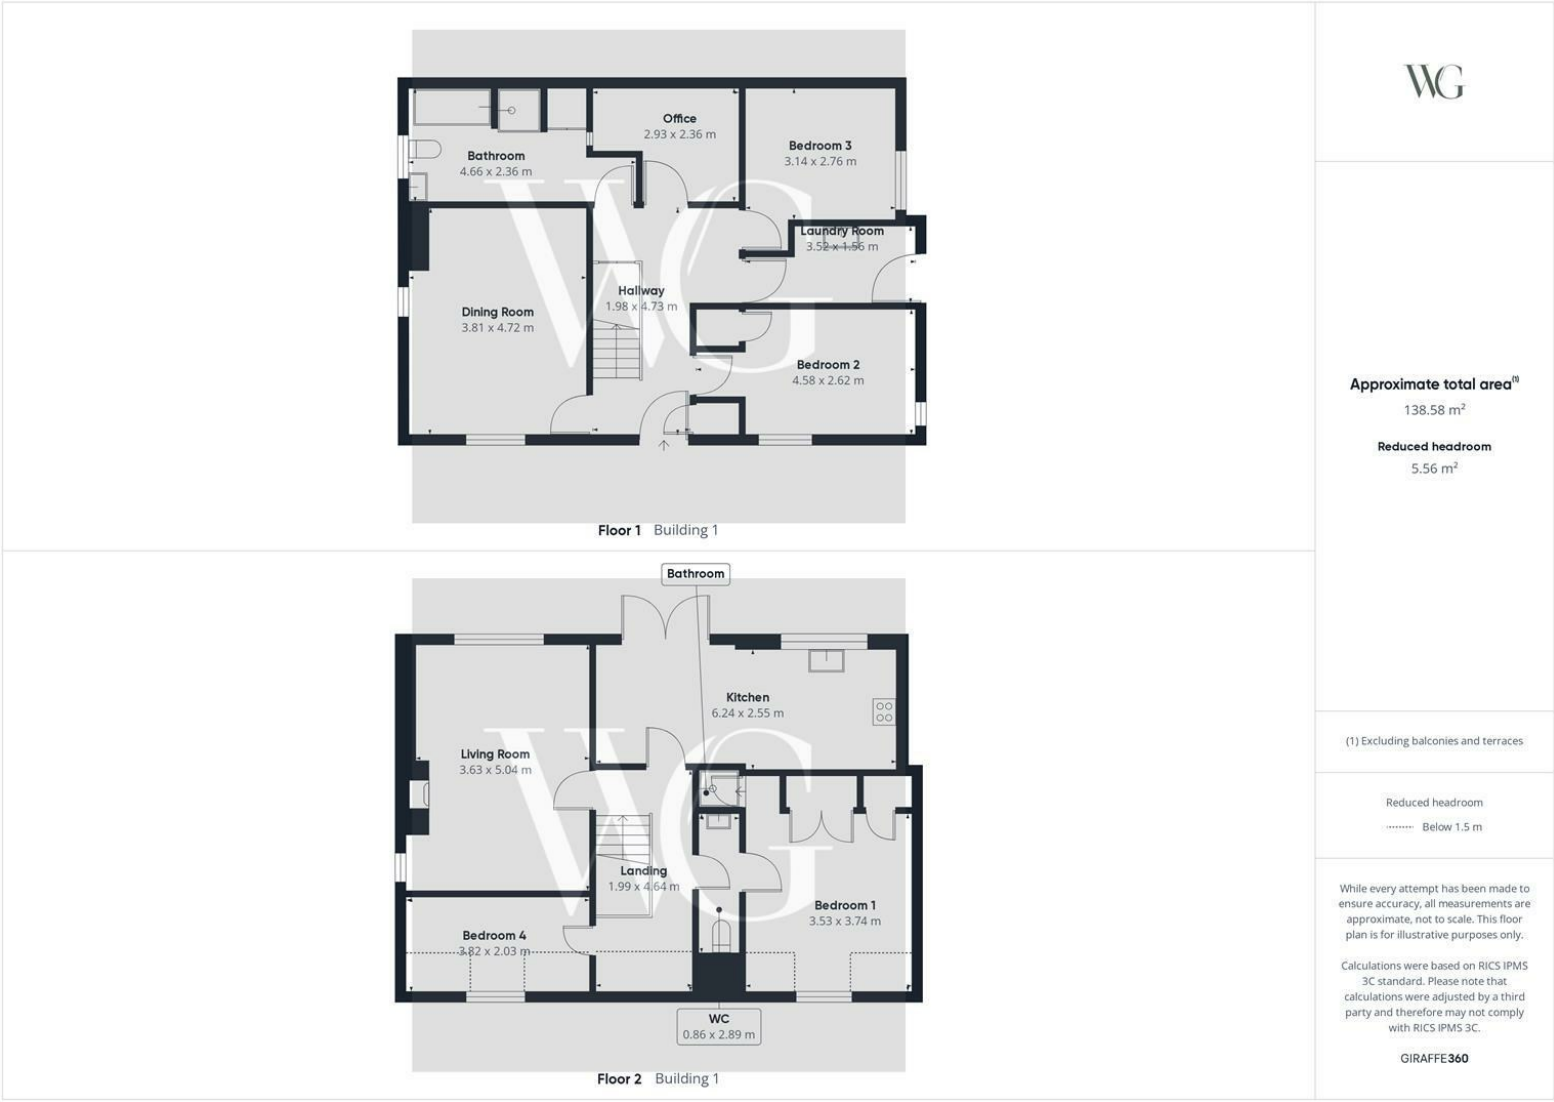 Office
2.93 x 2.36 m
Bedroom 3
3.14 x 2.76 m
Bathroom
4.66 x 2.36 m
Laundry Room
3.52 x 1.56 m
Hallway
1.98 x 4.73 m
Dining Room
3.81 x 4.72 m
Bedroom 2
4.58 x 2.62 m
WG
Floor 1 Building 1
Bathroom
Kitchen
6.24 x 2.55 m
Living Room
3.63 x 5.04 m
Landing
1.99 x 4.64 m
Bedroom 1
3.53 x 3.74 m
Bedroom 4
3.82 x 2.03 m
WG
WC
0.86 x 2.89 m
Floor 2 Building 1
WG
Approximate total area(1)
138.58 m²
Reduced headroom
5.56 m²
(1) Excluding balconies and terraces
Reduced headroom
Below 1.5 m
While every attempt has been made to
ensure accuracy, all measurements are
approximate, not to scale. This floor
plan is for illustrative purposes only.
Calculations were based on RICS IPMS
3C standard. Please note that
calculations were adjusted by a third
party and therefore may not comply
with RICS IPMS 3C.
GIRAFFE360